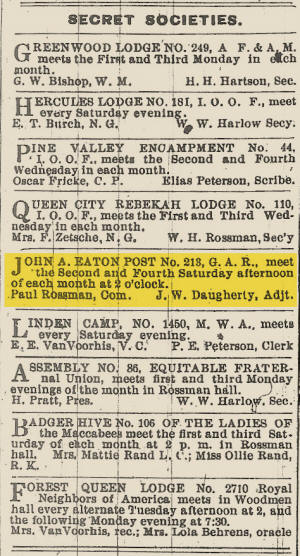 SECRET SOCIETIES.
GREENWOOD LODGE NO. 249, A F. & A. M.
meets the First and Third Monday in each
month.
G. W. Bishop, W. M. H. H. Hartson, Sec.
HERCULES LODGE NO. 181, I. O. O. F., meet
every Saturday evening.
E. T. Burch, N. G. W. W. Harlow Secy.
PINE VALLEY ENCAMPMENT No. 44,
I. O. O. F., meets the Second and Fourth
Wednesday in each month.
Oscar Fricke, C. P. Elias Peterson, Scribe.
QUEEN CITY REBEKAH LODGE NO. 110,
I. O. O. F., meets the First and Third Wed-
nesday in each month.
Mrs. F. Zetsche, N. G. W. H. Rossman, Sec'y
JOHN A. EATON POST No. 213, G. A. R., meet
the Second and Fourth Saturday afternoon
of each month at 2 o'clock.
Paul Rossman, Com. J. W. Daugherty, Adjt.
LINDEN CAMP, NO. 1450, M. W. A., meets
every Saturday evening.
E. E. VanVoorhis, V. C. P. E. Peterson, Clerk
ASSEMBLY NO. 86, EQUITABLE FRATER-
nal Union, meets first and third Monday
evenings of the month in Rossman hall.
H. Pratt, Pres. W. W. Harlow, Sec.
BADGER HIVE No. 106 OF THE LADIES OF
the Maccabees meet the first and third Sat-
urday of each month at 2 p. m. in Rossman
hall. Mrs. Mattie Rand L. C.; Miss Ollie Rand,
R. K.
FOREST QUEEN LODGE NO. 2710 Royal
Neighbors of America meets in Woodmen
hall every alternate Tuesday afternoon at 2, and
the following Monday evening at 7:30.
Mrs. VanVoorhis, rec.; Mrs. Lola Behrens, oracle